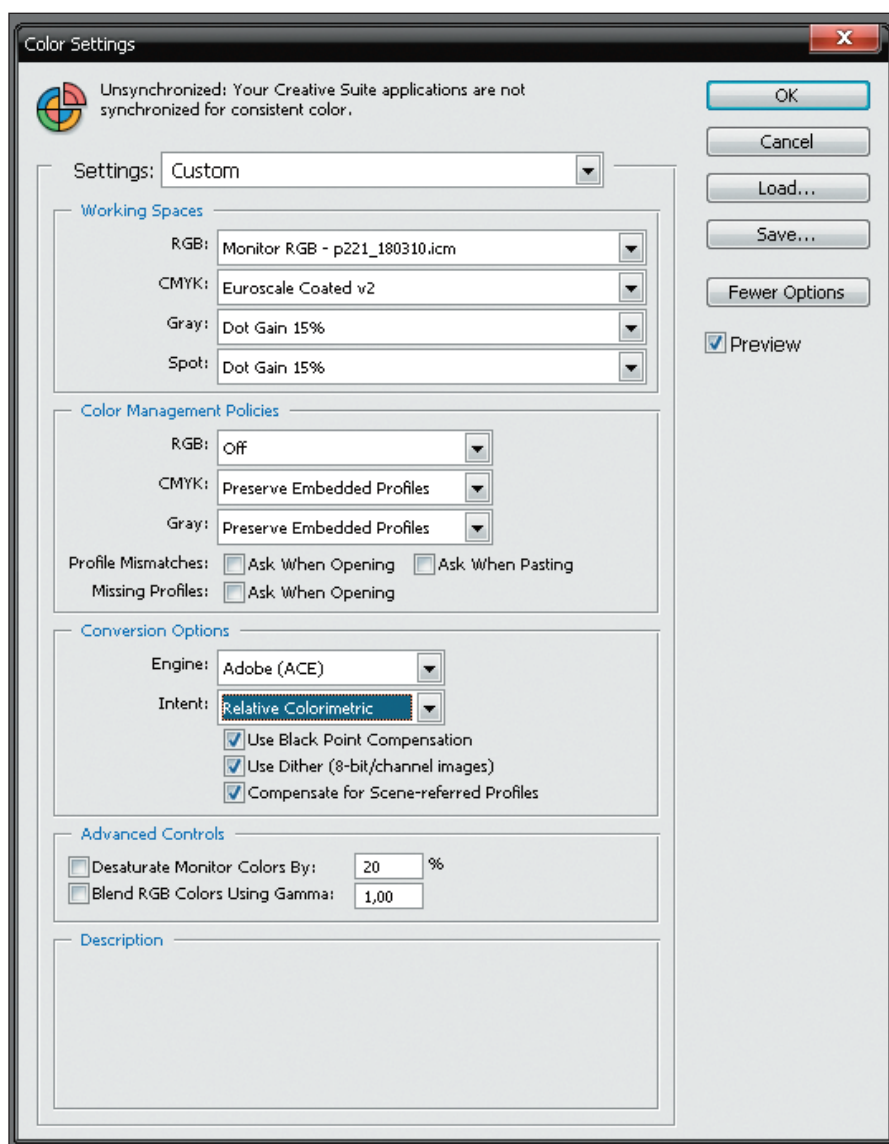 Color Settings
Unsynchronized: Your Creative Suite applications are not
synchronized for consistent color.
OK
Cancel
Load...
Save...
Fewer Options
Preview
Settings: Custom
Working Spaces
RGB: Monitor RGB - p221_180310.icm
CMYK: Euroscale Coated v2
Gray: Dot Gain 15%
Spot: Dot Gain 15%
Color Management Policies
RGB: Off
CMYK: Preserve Embedded Profiles
Gray: Preserve Embedded Profiles
Profile Mismatches: Ask When Opening Ask When Pasting
Missing Profiles: Ask When Opening
Conversion Options
Engine: Adobe (ACE)
Intent: Relative Colorimetric
Use Black Point Compensation
Use Dither (8-bit/channel images)
Compensate for Scene-referred Profiles
Advanced Controls
Desaturate Monitor Colors By: 20 %
Blend RGB Colors Using Gamma: 1,00
Description